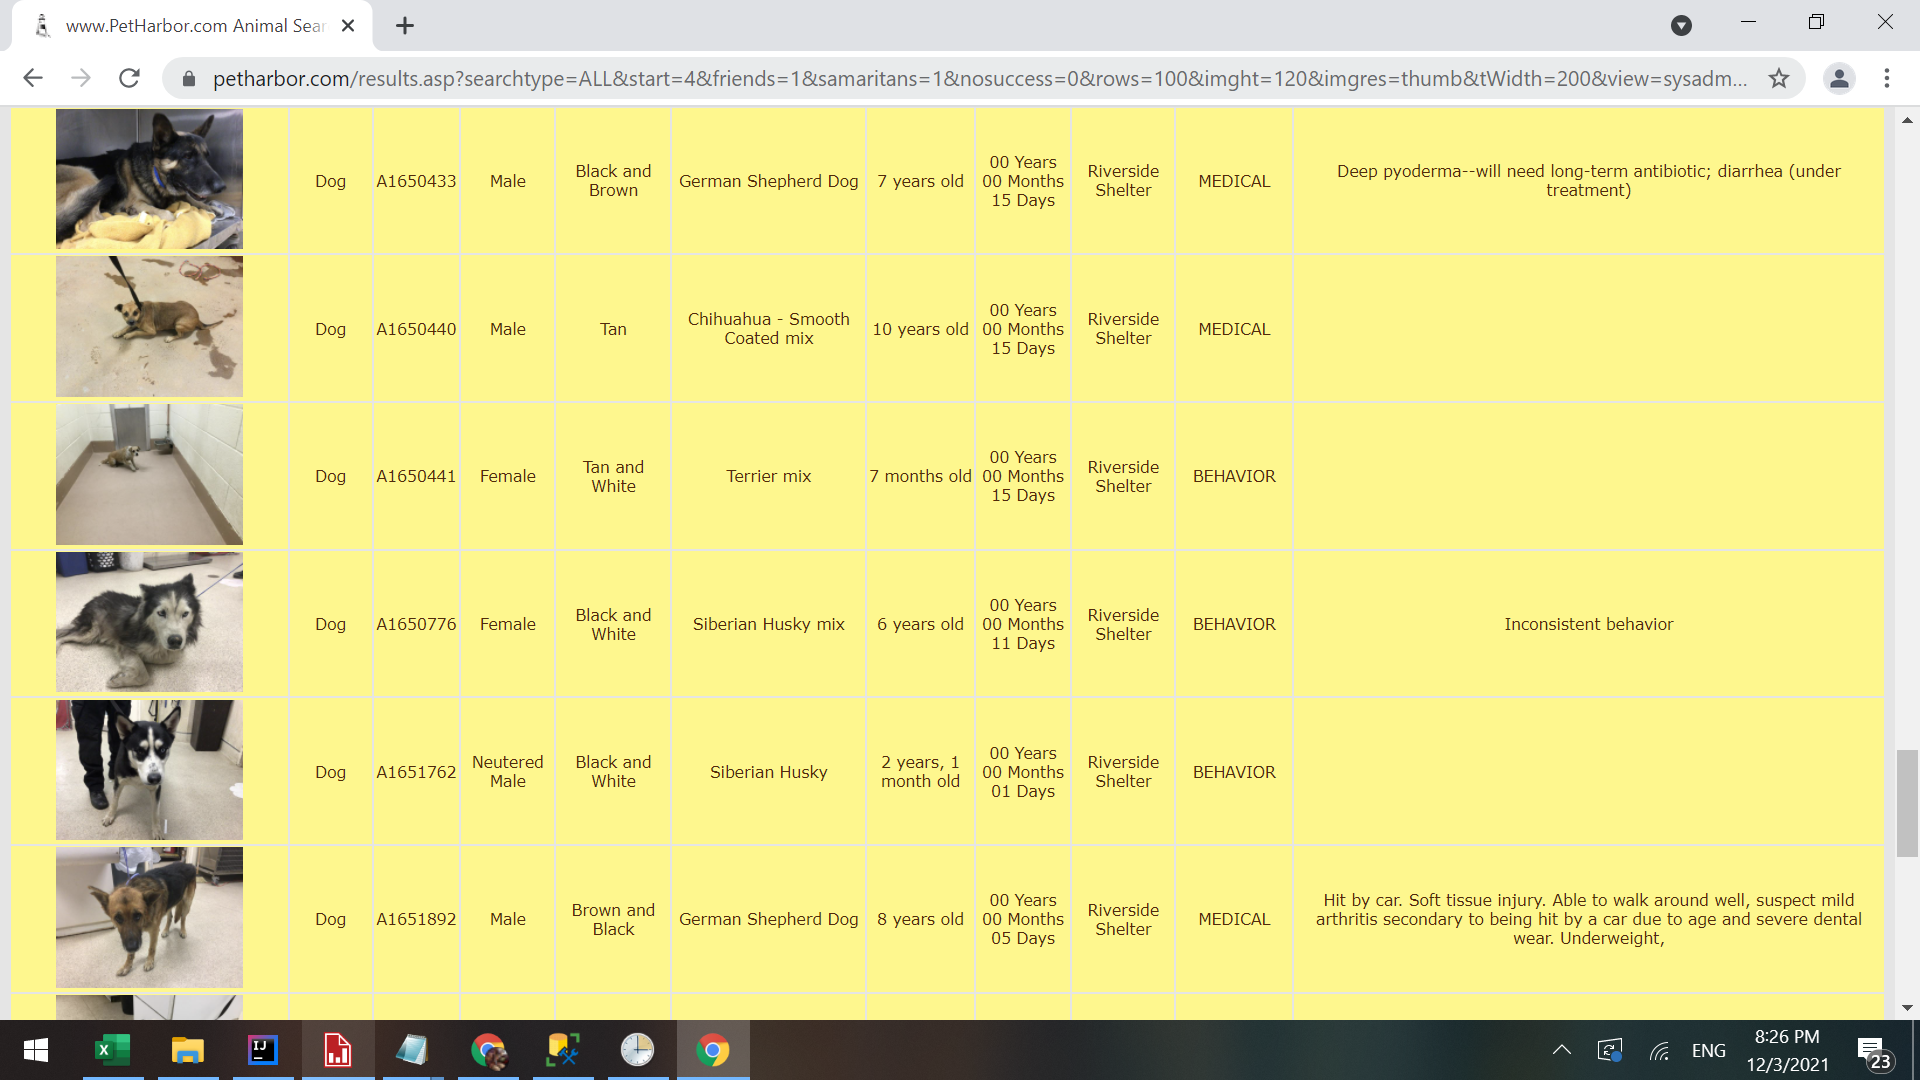 www.PetHarbor.com Animal Sear
petharbor.com/results.asp?searchtype=ALL&start=4&friends=1&samaritans=1&nosuccess=0&rows=100&imght=120&imgres=thumb&tWidth=200&view=sysadm...
Dog
A1650433
Male
Black and
Brown
German Shepherd Dog
7 years old
00 Years
00 Months
15 Days
Riverside
Shelter
MEDICAL
Deep pyoderma--will need long-term antibiotic; diarrhea (under
treatment)
Dog
A1650440
Male
Tan
Chihuahua - Smooth
Coated mix
10 years old
00 Years
00 Months
15 Days
Riverside
Shelter
MEDICAL
Dog
A1650441
Female
Tan and
White
Terrier mix
7 months old
00 Years
00 Months
15 Days
Riverside
Shelter
BEHAVIOR
Dog
A1650776
Female
Black and
White
Siberian Husky mix
6 years old
00 Years
00 Months
11 Days
Riverside
Shelter
BEHAVIOR
Inconsistent behavior
Dog
A1651762
Neutered
Male
Black and
White
Siberian Husky
2 years, 1
month old
00 Years
00 Months
01 Days
Riverside
Shelter
BEHAVIOR
Dog
A1651892
Male
Brown and
Black
German Shepherd Dog
8 years old
00 Years
00 Months
05 Days
Riverside
Shelter
MEDICAL
Hit by car. Soft tissue injury. Able to walk around well, suspect mild
arthritis secondary to being hit by a car due to age and severe dental
wear. Underweight,
X
IJ
ENG
8:26 PM
12/3/2021
23